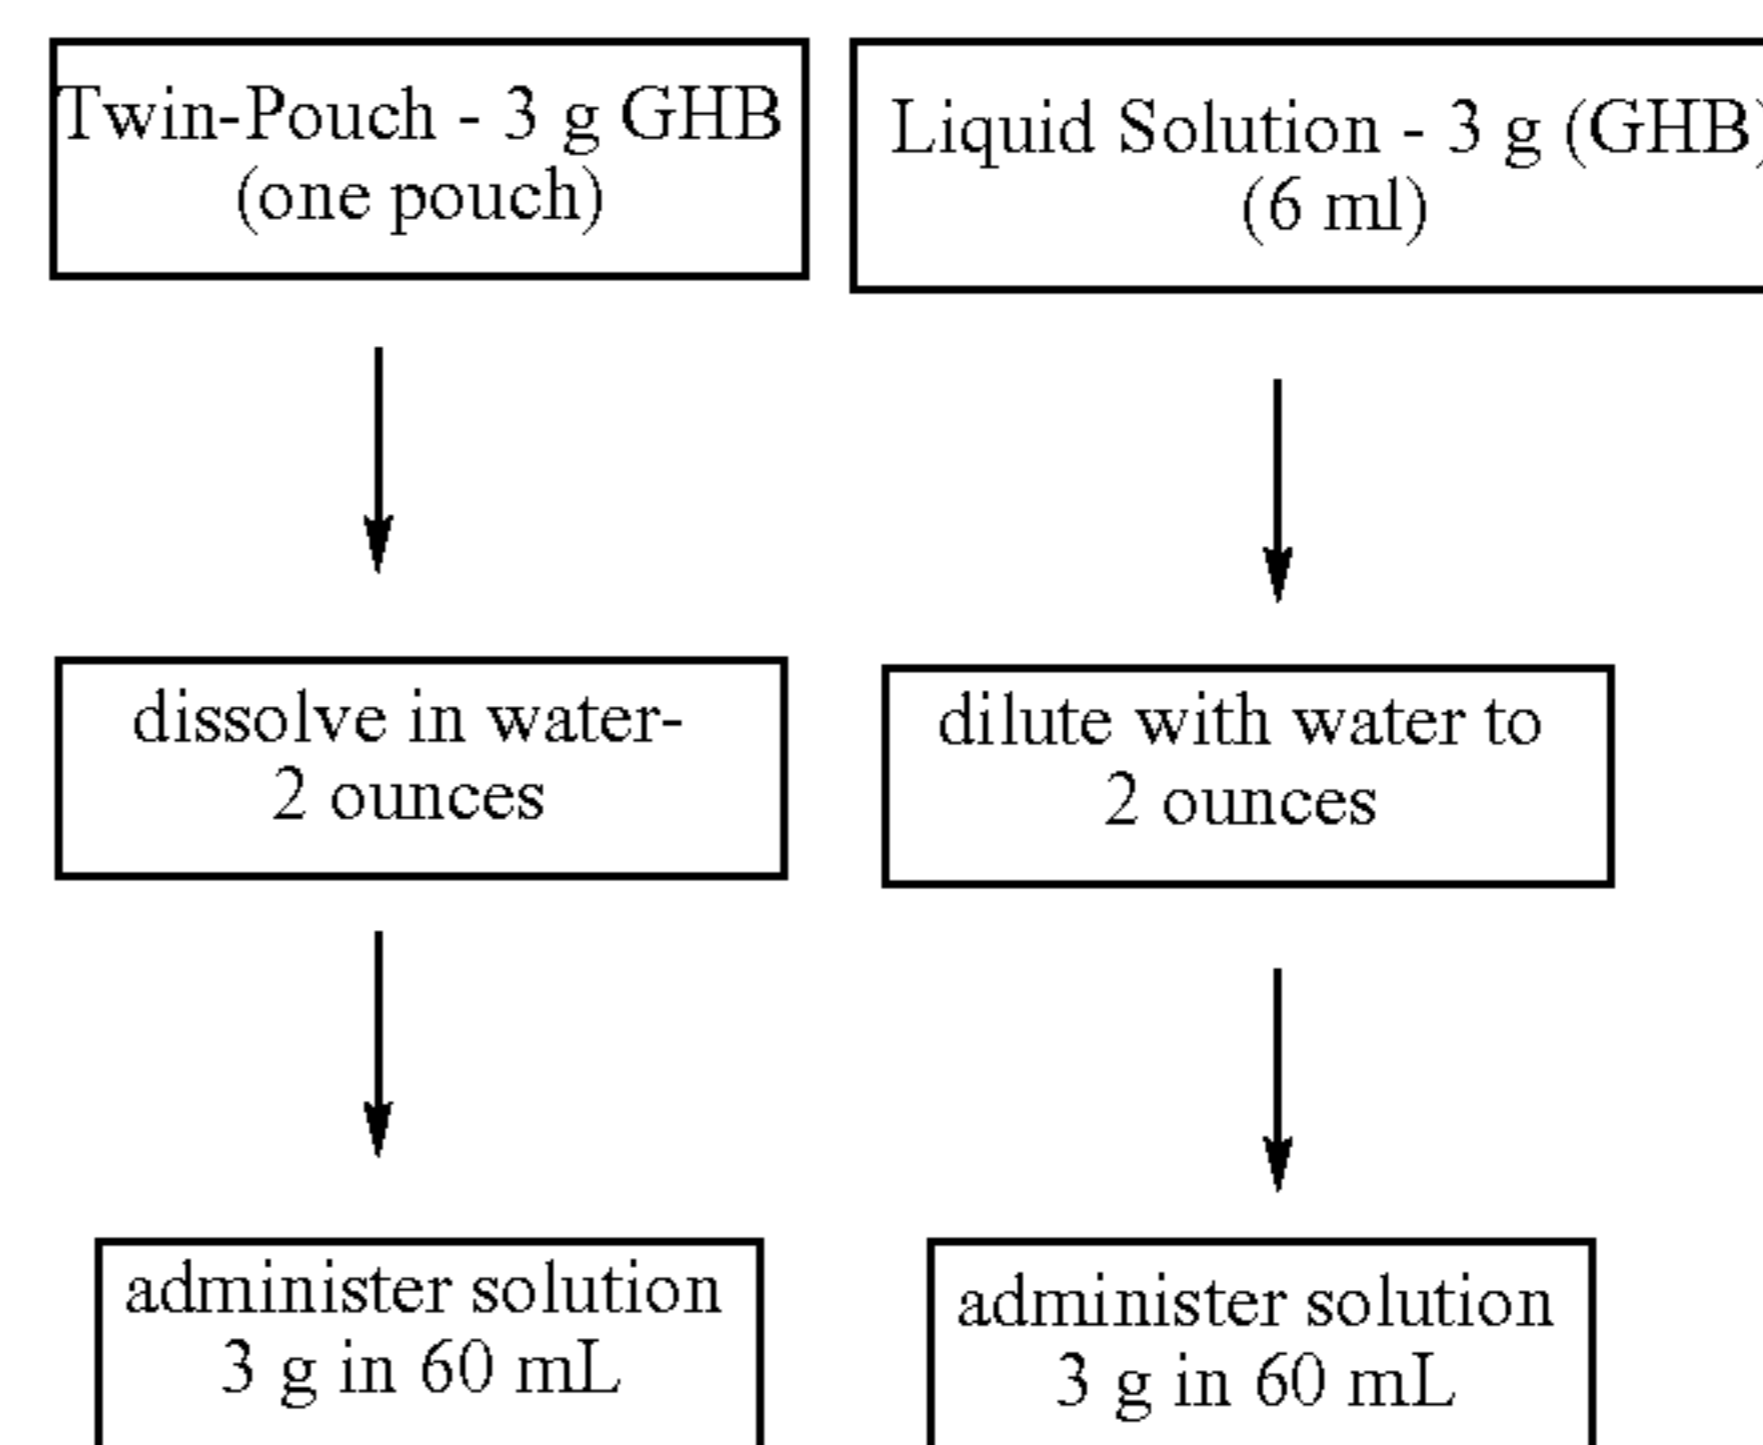 Twin-Pouch - 3 g GHB
(one pouch)
Liquid Solution - 3 g (GHB)
(6 ml)
dissolve in water-
2 ounces
dilute with water to
2 ounces
administer solution
3 g in 60 mL
administer solution
3 g in 60 mL